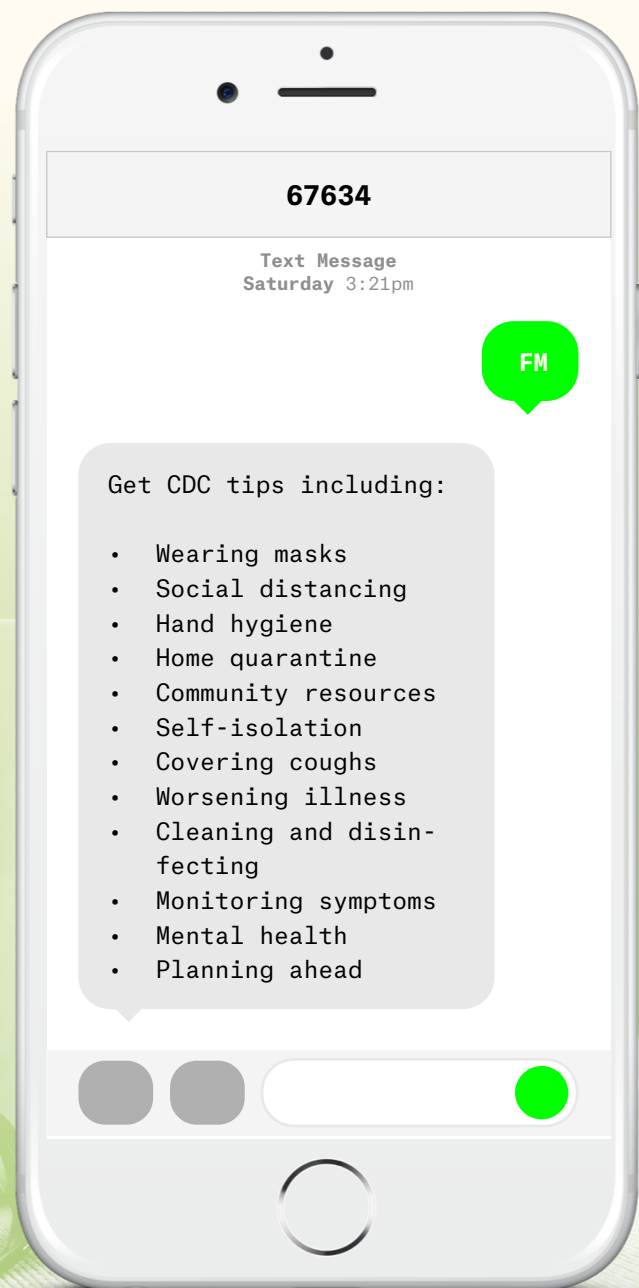 67634
Text Message
Saturday 3:21pm
FM
Get CDC tips including:
• Wearing masks
• Social distancing
• Hand hygiene
• Home quarantine
• Community resources
• Self-isolation
• Covering coughs
• Worsening illness
• Cleaning and disin-
fecting
• Monitoring symptoms
• Mental health
• Planning ahead